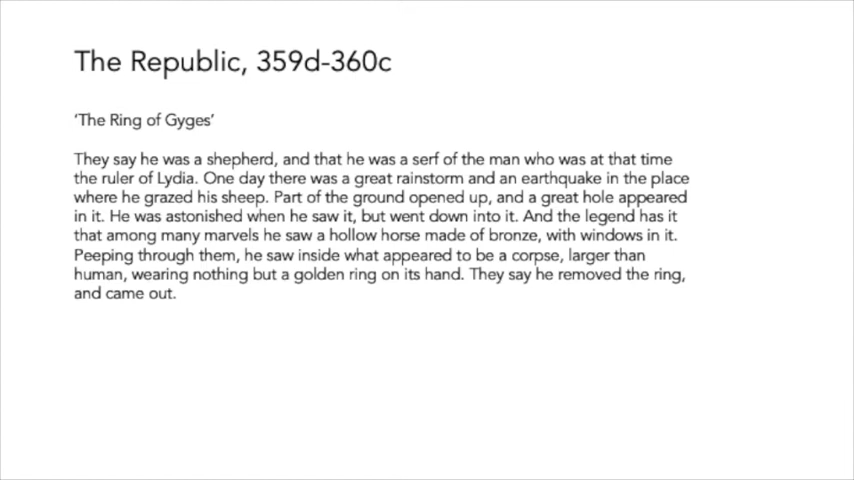 The Republic, 359d-360c
‘The Ring of Gyges’
They say he was a shepherd, and that he was a serf of the man who was at that time
the ruler of Lydia. One day there was a great rainstorm and an earthquake in the place
where he grazed his sheep. Part of the ground opened up, and a great hole appeared
in it. He was astonished when he saw it, but went down into it. And the legend has it
that among many marvels he saw a hollow horse made of bronze, with windows in it.
Peeping through them, he saw inside what appeared to be a corpse, larger than
human, wearing nothing but a golden ring on its hand. They say he removed the ring,
and came out.